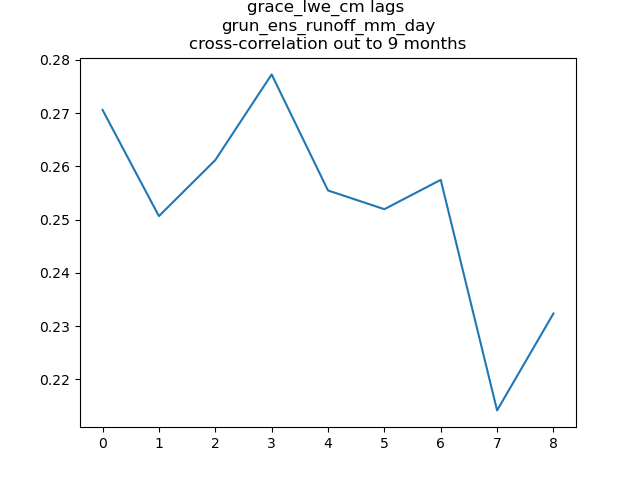 grace_lwe_cm lags
grun_ens_runoff_mm_day
cross-correlation out to 9 months
0.28
0.27
0.26
0.25
0.24
0.23
0.22
0 1 2 3 4 5 6 7 8